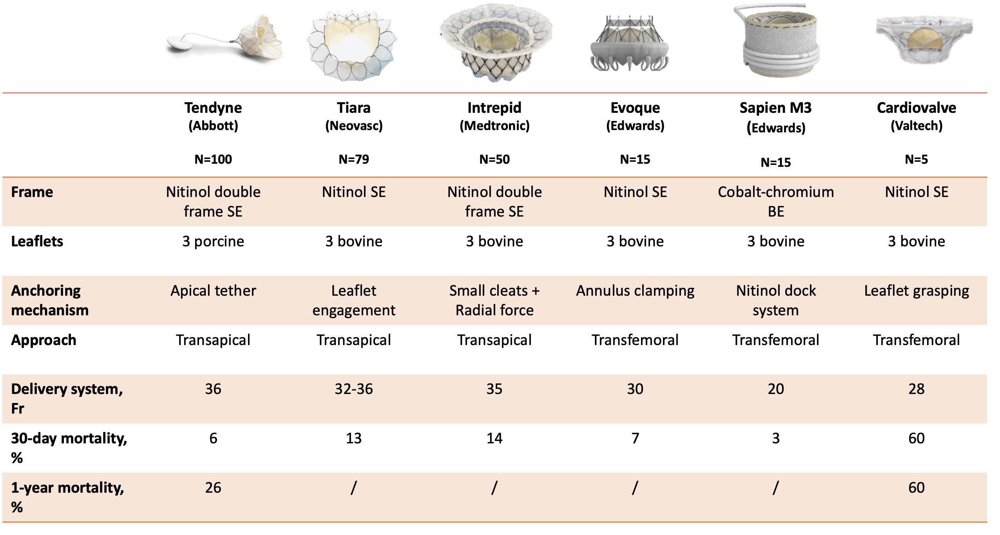 Tendyne Tiara Intrepid Evoque Sapien M3 Cardiovalve
(Abbott) (Neovasc) (Medtronic) (Edwards) (Edwards) (Valtech)
N=100 N=79 N=50 N=15 N=15 N=5
Frame Nitinol double Nitinol SE Nitinol double Nitinol SE Cobalt-chromium Nitinol SE
frame SE frame SE BE
Leaflets 3 porcine 3 bovine 3 bovine 3 bovine 3 bovine 3 bovine
Anchoring Apical tether Leaflet Small cleats + Annulus clamping Nitinol dock Leaflet grasping
mechanism engagement Radial force system
Approach Transapical Transapical Transapical Transfemoral Transfemoral Transfemoral
Delivery system, 36 32-36 35 30 20 28
Fr
30-day mortality, 6 13 14 7 3 60
%
1-year mortality, 26 / / / / 60
%